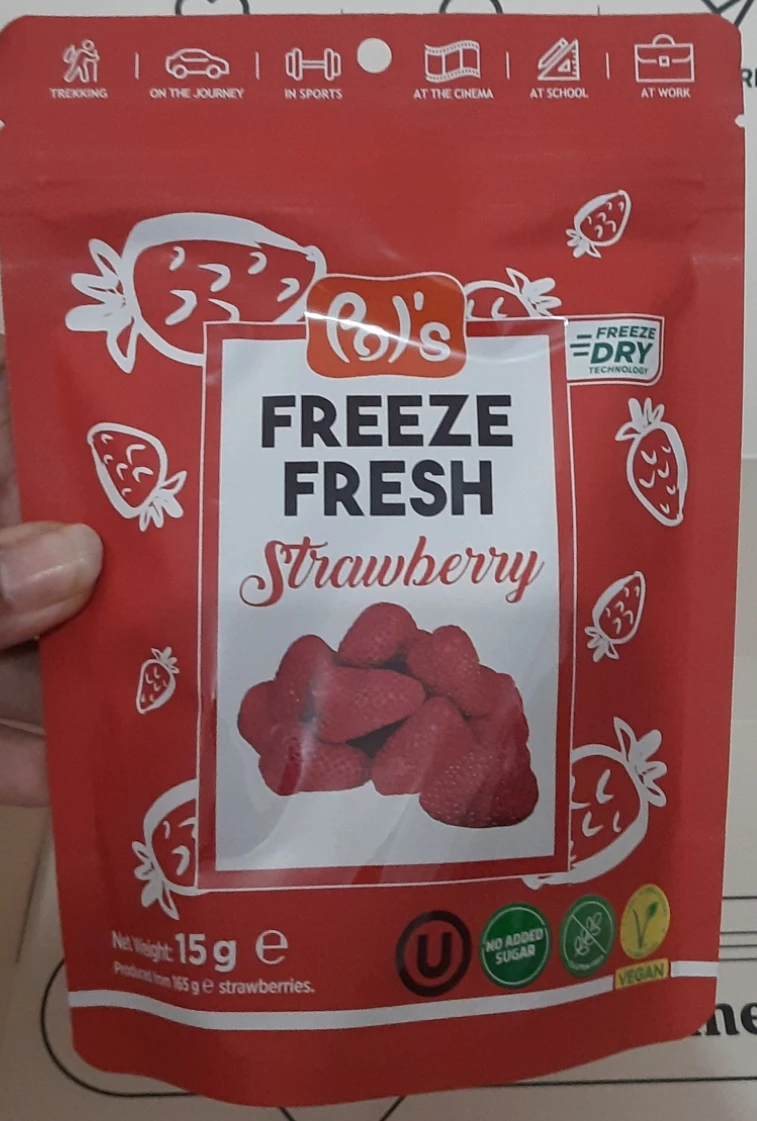 TREKKING
ON THE JOURNEY
IN SPORTS
AT THE CINEMA
AT SCHOOL
AT WORK
Pol's
FREEZE
DRY
TECHNOLOGY
FREEZE
FRESH
Strawberry
Net Weight: 15 g e
Produced from 165 g e strawberries.
U
NO ADDED
SUGAR
VEGAN